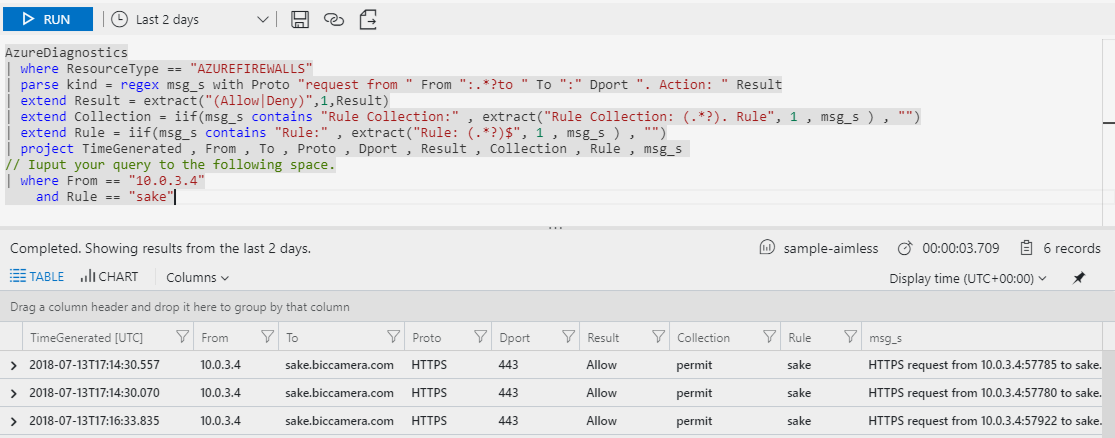 RUN Last 2 days
AzureDiagnostics
| where ResourceType == "AZUREFIREWALLS"
| parse kind = regex msg_s with Proto "request from " From ":.*?to " To ":" Dport ". Action: " Result
| extend Result = extract("(Allow|Deny)",1,Result)
| extend Collection = iif(msg_s contains "Rule Collection:" , extract("Rule Collection: (.*?). Rule", 1 , msg_s ) , "")
| extend Rule = iif(msg_s contains "Rule:" , extract("Rule: (.*?)$", 1 , msg_s ) , "")
| project TimeGenerated , From , To , Proto , Dport , Result , Collection , Rule , msg_s
// Iuput your query to the following space.
| where From == "10.0.3.4"
and Rule == "sake"
Completed. Showing results from the last 2 days. sample-aimless 00:00:03.709 6 records
TABLE CHART Columns Display time (UTC+00:00)
Drag a column header and drop it here to group by that column
TimeGenerated [UTC] From To Proto Dport Result Collection Rule msg_s
2018-07-13T17:14:30.557 10.0.3.4 sake.biccamera.com HTTPS 443 Allow permit sake HTTPS request from 10.0.3.4:57785 to sake.
2018-07-13T17:14:30.070 10.0.3.4 sake.biccamera.com HTTPS 443 Allow permit sake HTTPS request from 10.0.3.4:57780 to sake.
2018-07-13T17:16:33.835 10.0.3.4 sake.biccamera.com HTTPS 443 Allow permit sake HTTPS request from 10.0.3.4:57922 to sake.